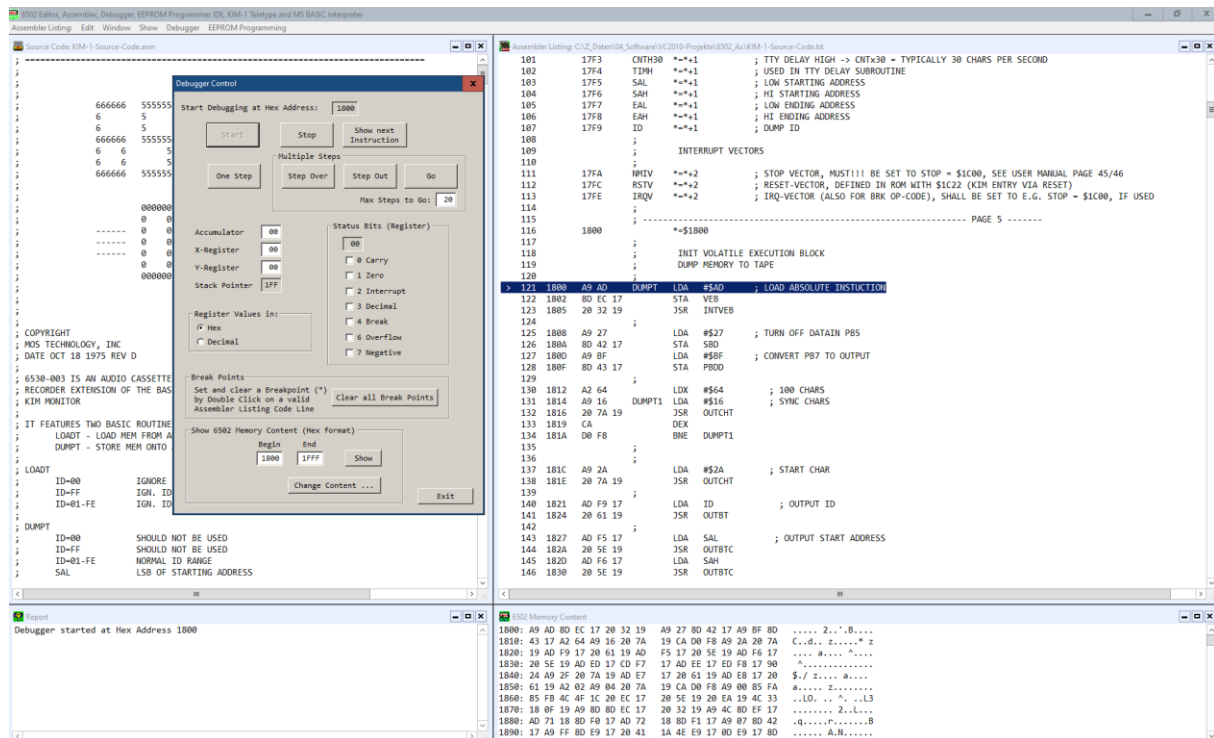 6502 Editor, Assembler, Debugger, EEPROM Programmer IDE, KIM-1 Teletype and MS BASIC Interpreter
Assembler Listing: Edit Window Show Debugger EEPROM Programming
Source Code: KIM-1-Source-Code.asm
; ------------------------------------------------------------------------------
;
;
;
; 666666 555555
; 6 5
; 6 5
; 666666 555555
; 6 6 5
; 6 6 5
; 666666 555555
;
;
; 000000
; 0 0
; ------ 0 0
; ------ 0 0
; ------ 0 0
; 0 0
; 000000
;
;
;
;
; COPYRIGHT
; MOS TECHNOLOGY, INC
; DATE OCT 18 1975 REV D
;
; 6530-003 IS AN AUDIO CASSETTE
; RECORDER EXTENSION OF THE BAS
; KIM MONITOR
;
; IT FEATURES TWO BASIC ROUTINE
; LOADT - LOAD MEM FROM A
; DUMPT - STORE MEM ONTO
;
; LOADT
; ID=00 IGNORE
; ID=FF IGN. ID
; ID=01-FE IGN. ID
;
; DUMPT
; ID=00 SHOULD NOT BE USED
; ID=FF SHOULD NOT BE USED
; ID=01-FE NORMAL ID RANGE
; SAL LSB OF STARTING ADDRESS
Debugger Control
Start Debugging at Hex Address: 1800
Start Stop Show next Instruction
Multiple Steps
One Step Step Over Step Out Go
Max Steps to Go: 20
Accumulator 00
X-Register 00
Y-Register 00
Stack Pointer 1FF
Register Values in:
Hex
Decimal
Status Bits (Register)
00
0 Carry
1 Zero
2 Interrupt
3 Decimal
4 Break
6 Overflow
7 Negative
Break Points
Set and clear a Breakpoint (*)
by Double Click on a valid
Assembler Listing Code Line
Clear all Break Points
Show 6502 Memory Content (Hex format)
Begin End
1800 1FFF Show
Change Content ...
Exit
Assembler Listing: C:\Z_Daten\04_Software\VC2010-Projekte\6502_As\KIM-1-Source-Code.lst
101 17F3 CNTH30 *=*+1 ; TTY DELAY HIGH -> CNTx30 = TYPICALLY 30 CHARS PER SECOND
102 17F4 TIMH *=*+1 ; USED IN TTY DELAY SUBROUTINE
103 17F5 SAL *=*+1 ; LOW STARTING ADDRESS
104 17F6 SAH *=*+1 ; HI STARTING ADDRESS
105 17F7 EAL *=*+1 ; LOW ENDING ADDRESS
106 17F8 EAH *=*+1 ; HI ENDING ADDRESS
107 17F9 ID *=*+1 ; DUMP ID
108 ;
109 ; INTERRUPT VECTORS
110 ;
111 17FA NMIV *=*+2 ; STOP VECTOR, MUST!!! BE SET TO STOP = $1C00, SEE USER MANUAL PAGE 45/46
112 17FC RSTV *=*+2 ; RESET-VECTOR, DEFINED IN ROM WITH $1C22 (KIM ENTRY VIA RESET)
113 17FE IRQV *=*+2 ; IRQ-VECTOR (ALSO FOR BRK OP-CODE), SHALL BE SET TO E.G. STOP = $1C00, IF USED
114 ;
115 ; --------------------------------------------------------------- PAGE 5 -------
116 1800 *=$1800
117 ;
118 ; INIT VOLATILE EXECUTION BLOCK
119 ; DUMP MEMORY TO TAPE
120 ;
> 121 1800 A9 AD DUMPT LDA #$AD ; LOAD ABSOLUTE INSTUCTION
122 1802 8D EC 17 STA VEB
123 1805 20 32 19 JSR INTVEB
124 ;
125 1808 A9 27 LDA #$27 ; TURN OFF DATAIN PB5
126 180A 8D 42 17 STA SBD
127 180D A9 BF LDA #$BF ; CONVERT PB7 TO OUTPUT
128 180F 8D 43 17 STA PBDD
129 ;
130 1812 A2 64 LDX #$64 ; 100 CHARS
131 1814 A9 16 DUMPT1 LDA #$16 ; SYNC CHARS
132 1816 20 7A 19 JSR OUTCHT
133 1819 CA DEX
134 181A D0 F8 BNE DUMPT1
135 ;
136 ;
137 181C A9 2A LDA #$2A ; START CHAR
138 181E 20 7A 19 JSR OUTCHT
139 ;
140 1821 AD F9 17 LDA ID ; OUTPUT ID
141 1824 20 61 19 JSR OUTBT
142 ;
143 1827 AD F5 17 LDA SAL ; OUTPUT START ADDRESS
144 182A 20 5E 19 JSR OUTBTC
145 182D AD F6 17 LDA SAH
146 1830 20 5E 19 JSR OUTBTC
Report
Debugger started at Hex Address 1800
6502 Memory Content
1800: A9 AD 8D EC 17 20 32 19 A9 27 8D 42 17 A9 BF 8D ..... 2..'.B....
1810: 43 17 A2 64 A9 16 20 7A 19 CA D0 F8 A9 2A 20 7A C..d.. z.....* z
1820: 19 AD F9 17 20 61 19 AD F5 17 20 5E 19 AD F6 17 .... a.... ^....
1830: 20 5E 19 AD ED 17 CD F7 17 AD EE 17 ED F8 17 90 ^..............
1840: 24 A9 2F 20 7A 19 AD E7 17 20 61 19 AD E8 17 20 $./ z.... a....
1850: 61 19 A2 02 A9 04 20 7A 19 CA D0 F8 A9 00 85 FA a..... z........
1860: 85 FB 4C 4F 1C 20 EC 17 20 5E 19 20 EA 19 4C 33 ..LO. .. ^. ..L3
1870: 18 0F 19 A9 8D 8D EC 17 20 32 19 A9 4C 8D EF 17 ........ 2..L...
1880: AD 71 18 8D F0 17 AD 72 18 8D F1 17 A9 07 8D 42 .q.....r.......B
1890: 17 A9 FF 8D E9 17 20 41 1A 4E E9 17 0D E9 17 8D ...... A.N......